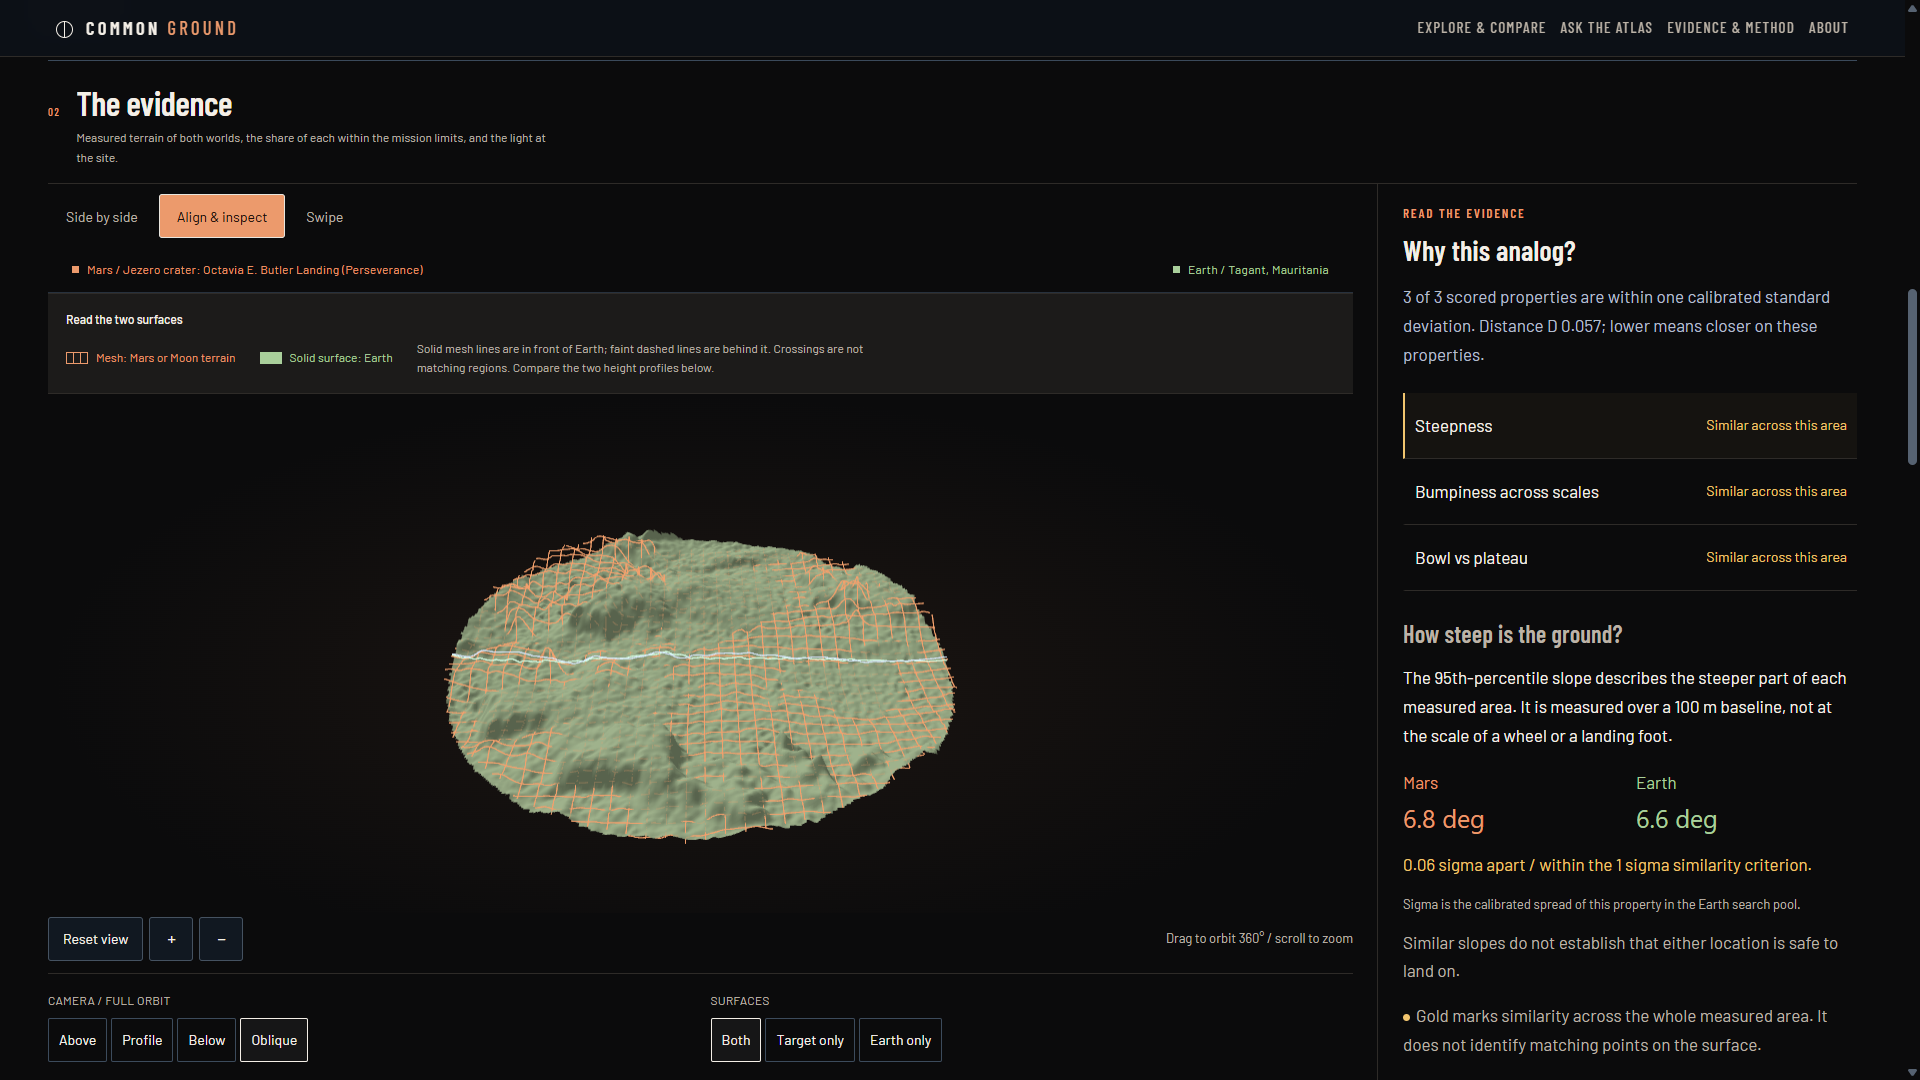 COMMON GROUND
EXPLORE & COMPARE ASK THE ATLAS EVIDENCE & METHOD ABOUT
02 The evidence
Measured terrain of both worlds, the share of each within the mission limits, and the light at
the site.
Side by side Align & inspect Swipe
Mars / Jezero crater: Octavia E. Butler Landing (Perseverance)
Earth / Tagant, Mauritania
Read the two surfaces
Mesh: Mars or Moon terrain
Solid surface: Earth
Solid mesh lines are in front of Earth; faint dashed lines are behind it. Crossings are not
matching regions. Compare the two height profiles below.
Reset view + −
Drag to orbit 360° / scroll to zoom
CAMERA / FULL ORBIT
Above Profile Below Oblique
SURFACES
Both Target only Earth only
READ THE EVIDENCE
Why this analog?
3 of 3 scored properties are within one calibrated standard
deviation. Distance D 0.057; lower means closer on these
properties.
Steepness Similar across this area
Bumpiness across scales Similar across this area
Bowl vs plateau Similar across this area
How steep is the ground?
The 95th-percentile slope describes the steeper part of each
measured area. It is measured over a 100 m baseline, not at
the scale of a wheel or a landing foot.
Mars Earth
6.8 deg 6.6 deg
0.06 sigma apart / within the 1 sigma similarity criterion.
Sigma is the calibrated spread of this property in the Earth search pool.
Similar slopes do not establish that either location is safe to
land on.
Gold marks similarity across the whole measured area. It
does not identify matching points on the surface.